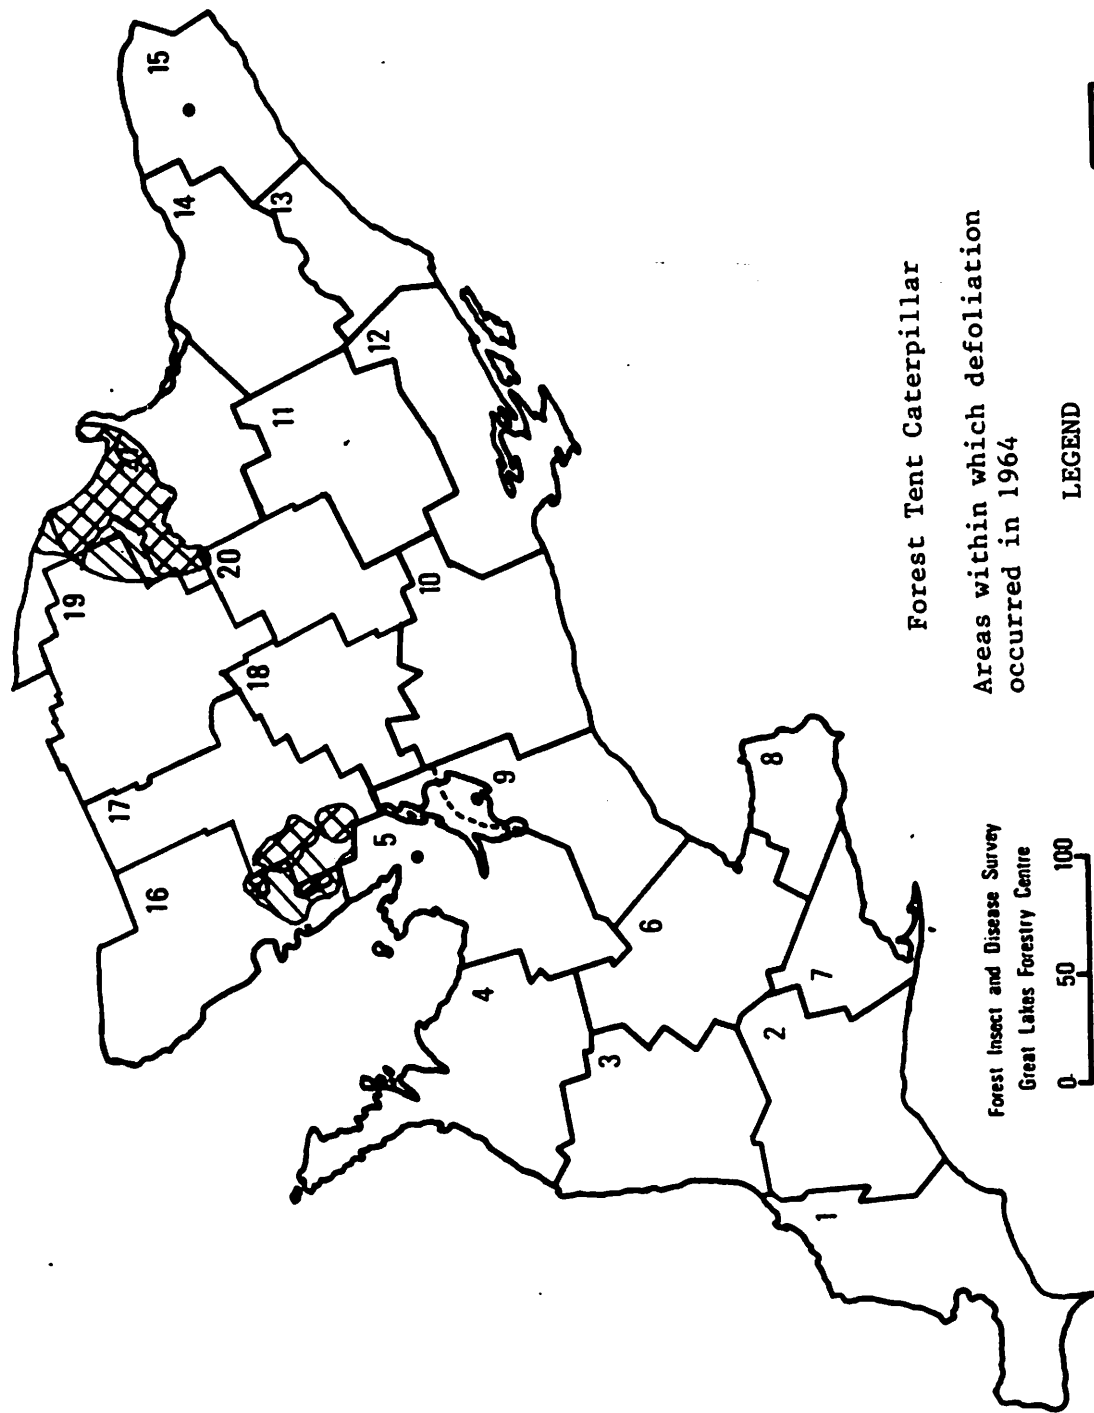 15
14
13
12
11
20
19
10
18
17
9
8
5
16
6
4
7
2
3
1
Forest Tent Caterpillar
Areas within which defoliation
occurred in 1964
LEGEND
Forest Insect and Disease Survey
Great Lakes Forestry Centre
0 50 100